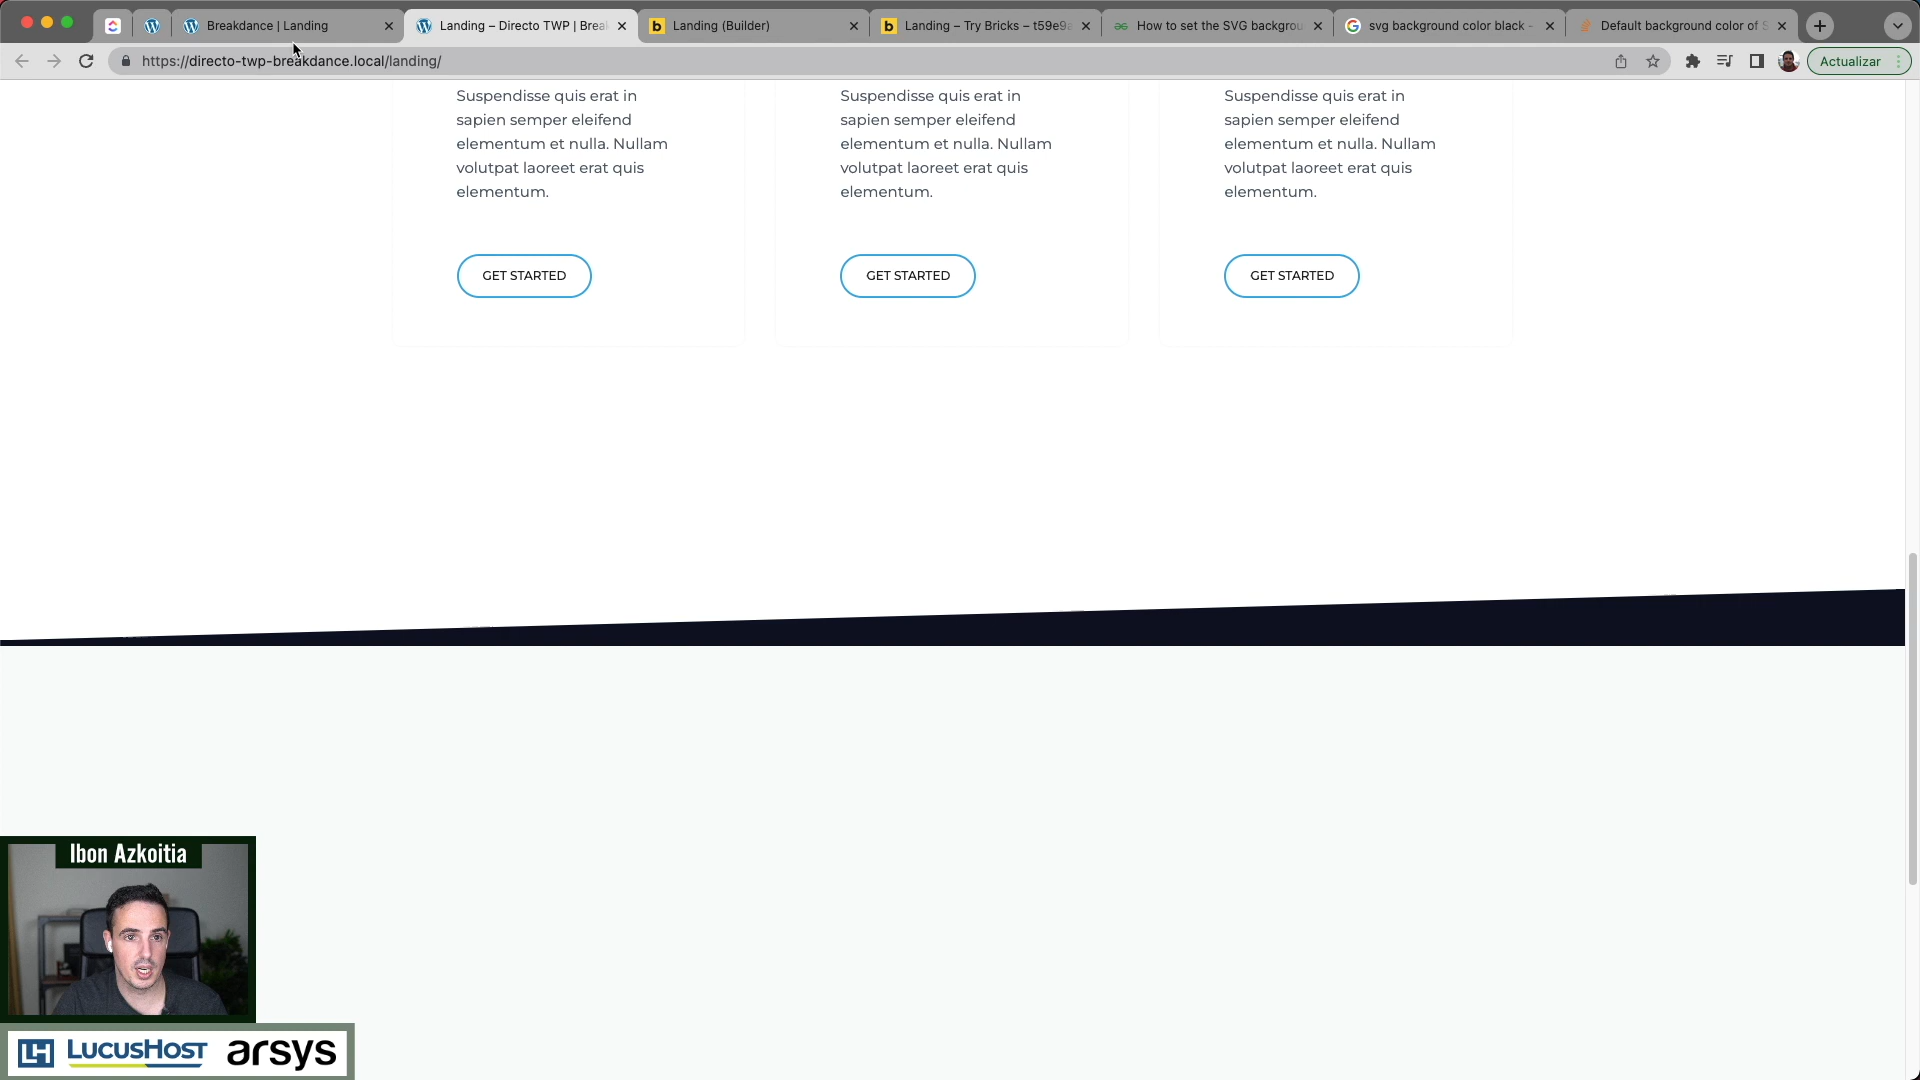 Breakdance | Landing
Landing – Directo TWP | Brea
Landing (Builder)
Landing – Try Bricks – t59e9a
How to set the SVG backgrou
svg background color black -
Default background color of S
https://directo-twp-breakdance.local/landing/
Actualizar
Suspendisse quis erat in
sapien semper eleifend
elementum et nulla. Nullam
volutpat laoreet erat quis
elementum.
GET STARTED
Suspendisse quis erat in
sapien semper eleifend
elementum et nulla. Nullam
volutpat laoreet erat quis
elementum.
GET STARTED
Suspendisse quis erat in
sapien semper eleifend
elementum et nulla. Nullam
volutpat laoreet erat quis
elementum.
GET STARTED
Ibon Azkoitia
LH LUCUSHOST arsys